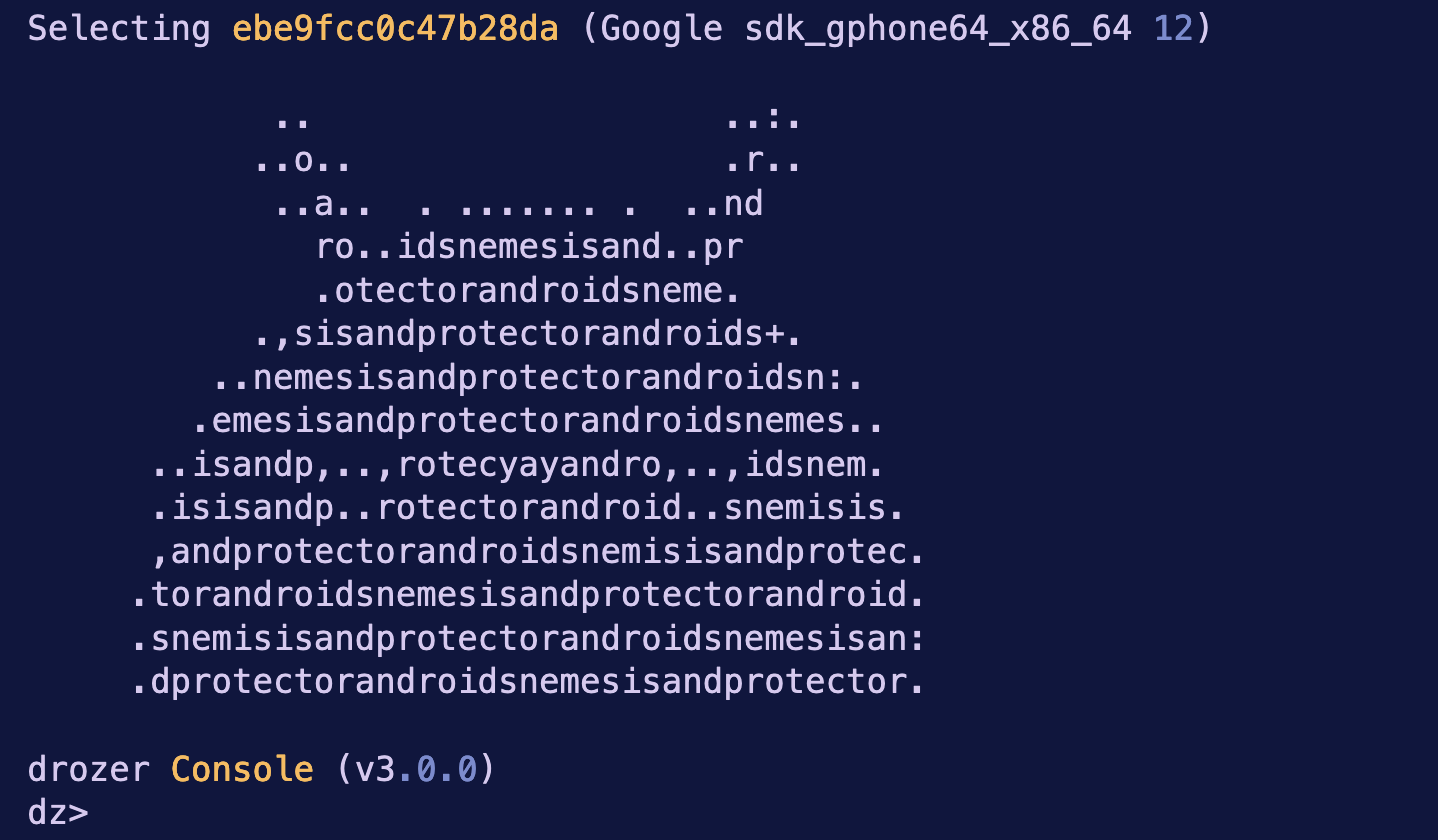 Selecting ebe9fcc0c47b28da (Google sdk_gphone64_x86_64 12)
            ..                    ..:.
           ..o..                  .r..
            ..a..  . ....... .  ..nd
              ro..idsnemesisand..pr
              .otectorandroidsneme.
           .,sisandprotectorandroids+.
         ..nemesisandprotectorandroidsn:.
        .emesisandprotectorandroidsnemes..
      ..isandp,..,rotecyayandro,..,idsnem.
      .isisandp..rotectorandroid..snemisis.
      ,andprotectorandroidsnemisisandprotec.
     .torandroidsnemesisandprotectorandroid.
     .snemisisandprotectorandroidsnemesisan:
     .dprotectorandroidsnemesisandprotector.
drozer Console (v3.0.0)
dz>